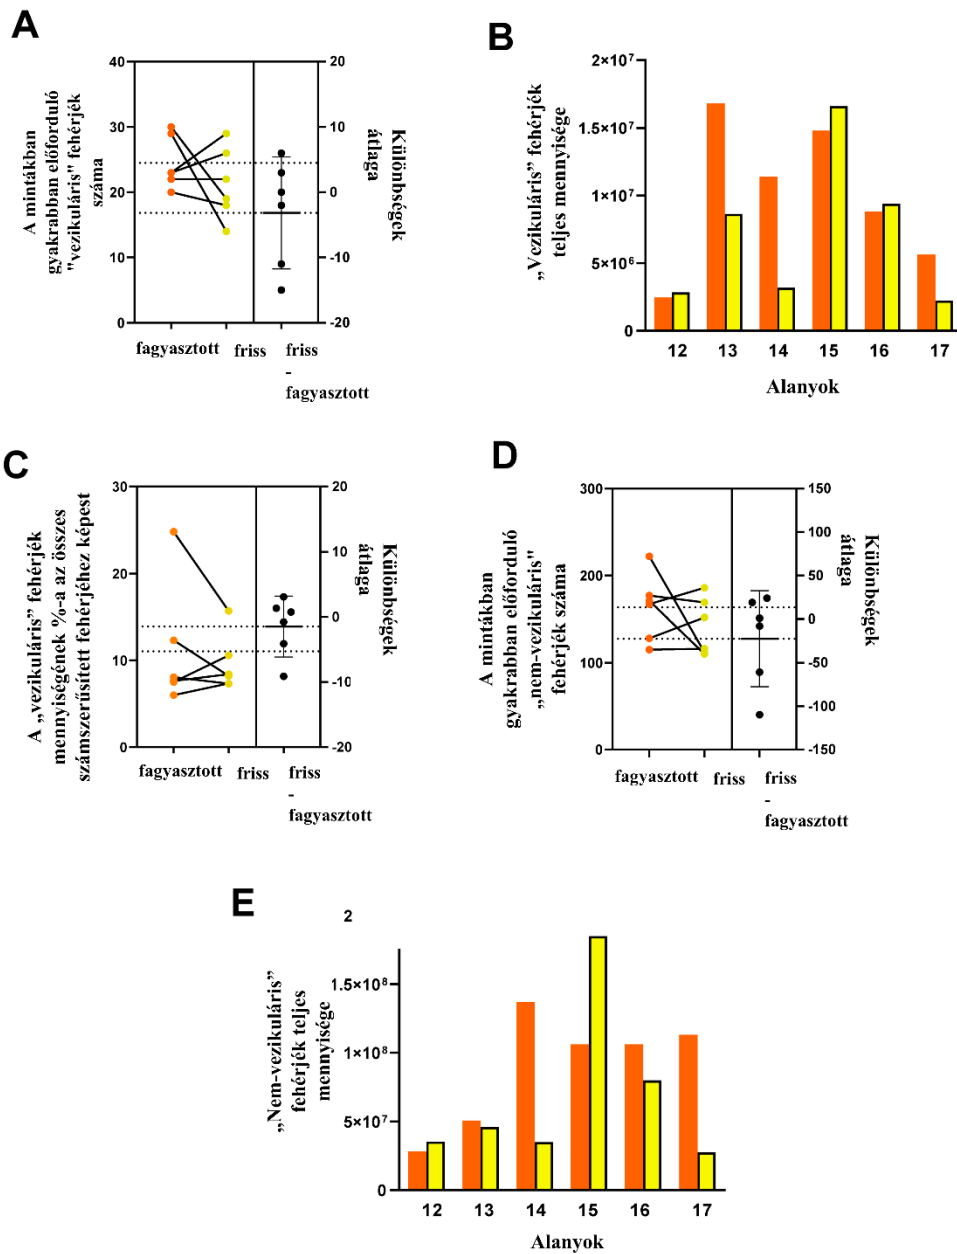 A
A mintákban
gyakrabban előforduló
"vezikuláris" fehérjék
száma
40
30
20
10
0
20
10
0
-10
-20
Különbségek
átlaga
fagyasztott
friss
friss
-
fagyasztott
B
„Vezikuláris” fehérjék
teljes mennyisége
2×10⁷
1.5×10⁷
1×10⁷
5×10⁶
0
12 13 14 15 16 17
Alanyok
C
A „vezikuláris” fehérjék
mennyiségének %-a az összes
számszerűsített fehérjéhez képest
30
20
10
0
20
10
0
-10
-20
Különbségek
átlaga
fagyasztott
friss
friss
-
fagyasztott
D
A mintákban
gyakrabban előforduló
„nem-vezikuláris"
fehérjék száma
300
200
100
0
150
100
50
0
-50
-100
-150
Különbségek
átlaga
fagyasztott
friss
friss
-
fagyasztott
E
„Nem-vezikuláris”
fehérjék teljes
mennyisége
2
1.5×10⁸
1×10⁸
5×10⁷
0
12 13 14 15 16 17
Alanyok